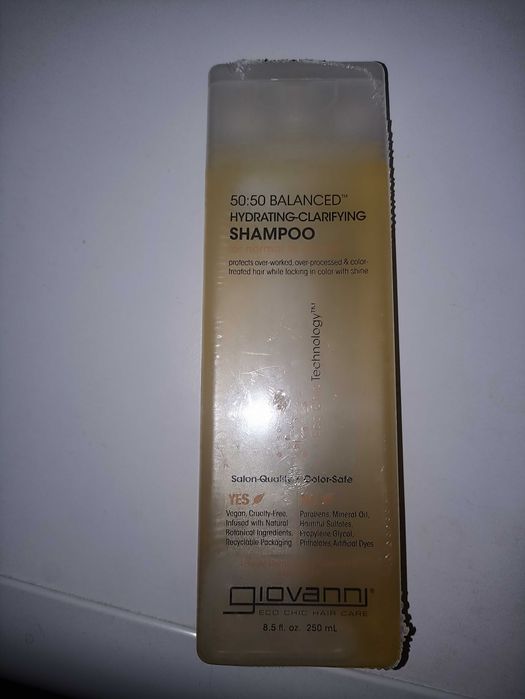 50:50 BALANCED™
HYDRATING-CLARIFYING
SHAMPOO
for normal
protects over-worked, over-processed & color-
treated hair while locking in color with shine
Technology™
Salon-Quality • Color-Safe
YES
Vegan, Cruelty-Free,
Infused with Natural
Botanical Ingredients,
Recyclable Packaging
Parabens, Mineral Oil,
Harmful Sulfates,
Propylene Glycol,
Phthalates, Artificial Dyes
giovanni®
ECO CHIC HAIR CARE
8.5 fl. oz. 250 mL